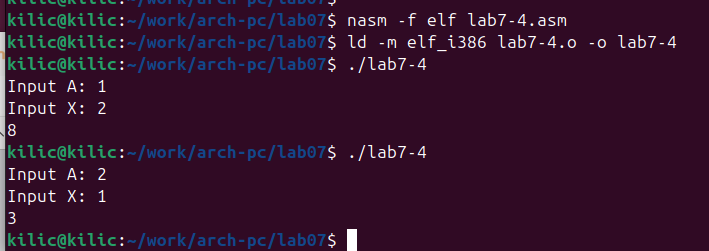 kilic@kilic:~/work/arch-pc/lab07$ nasm -f elf lab7-4.asm
kilic@kilic:~/work/arch-pc/lab07$ ld -m elf_i386 lab7-4.o -o lab7-4
kilic@kilic:~/work/arch-pc/lab07$ ./lab7-4
Input A: 1
Input X: 2
8
kilic@kilic:~/work/arch-pc/lab07$ ./lab7-4
Input A: 2
Input X: 1
3
kilic@kilic:~/work/arch-pc/lab07$